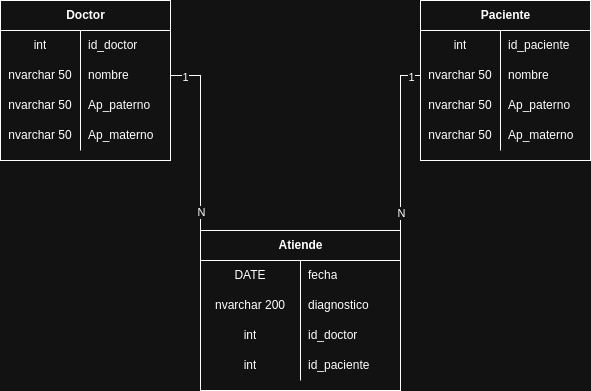 Doctor
int id_doctor
nvarchar 50 nombre
nvarchar 50 Ap_paterno
nvarchar 50 Ap_materno
Paciente
int id_paciente
nvarchar 50 nombre
nvarchar 50 Ap_paterno
nvarchar 50 Ap_materno
1
1
N
N
Atiende
DATE fecha
nvarchar 200 diagnostico
int id_doctor
int id_paciente